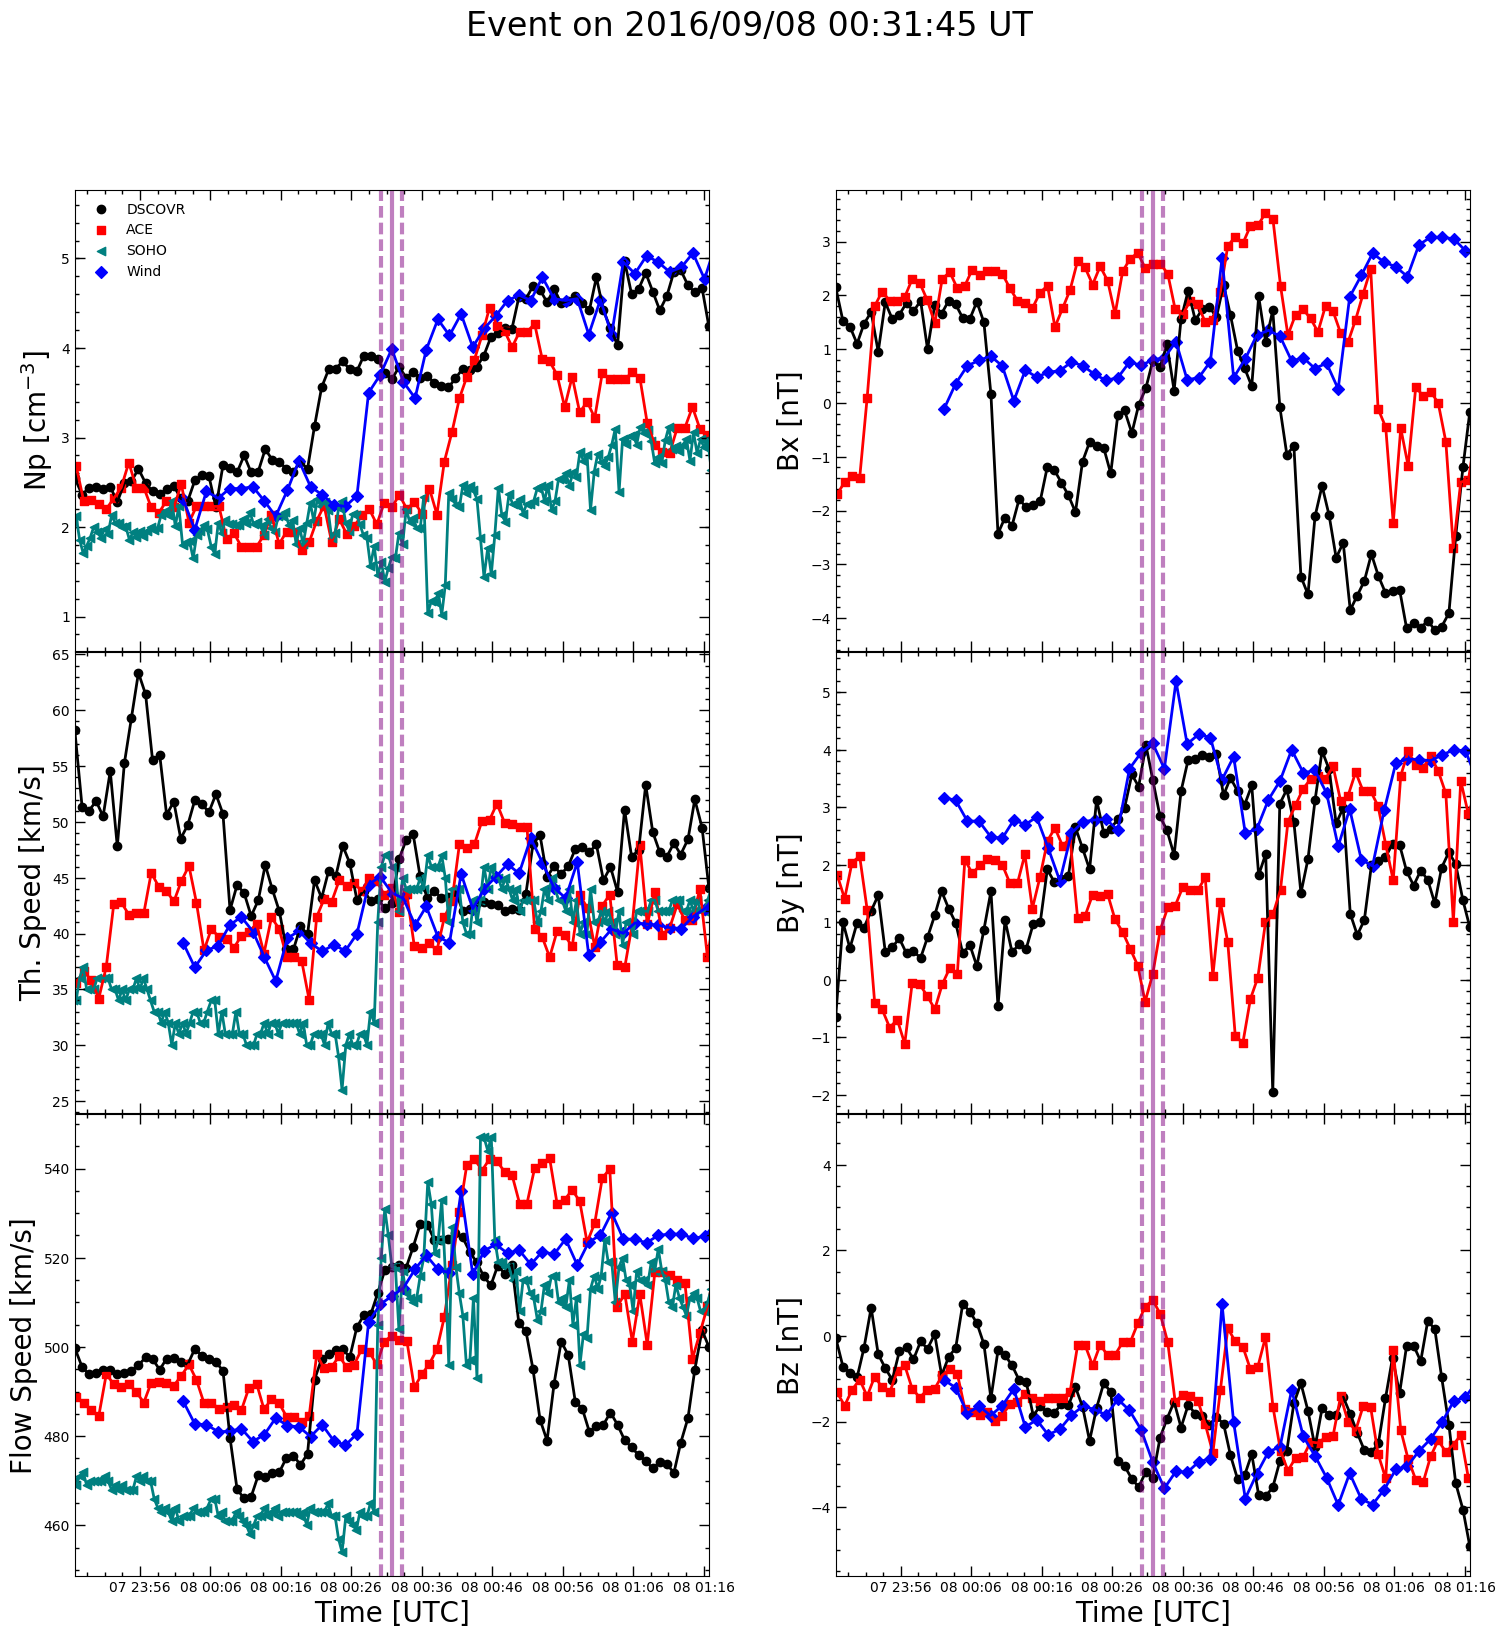 Event on 2016/09/08 00:31:45 UT
DSCOVR
ACE
SOHO
Wind
Np [cm⁻³]
5
4
3
2
1
Bx [nT]
3
2
1
0
−1
−2
−3
−4
Th. Speed [km/s]
65
60
55
50
45
40
35
30
25
By [nT]
5
4
3
2
1
0
−1
−2
Flow Speed [km/s]
540
520
500
480
460
Bz [nT]
4
2
0
−2
−4
07 23:56 08 00:06 08 00:16 08 00:26 08 00:36 08 00:46 08 00:56 08 01:06 08 01:16
Time [UTC]
07 23:56 08 00:06 08 00:16 08 00:26 08 00:36 08 00:46 08 00:56 08 01:06 08 01:16
Time [UTC]